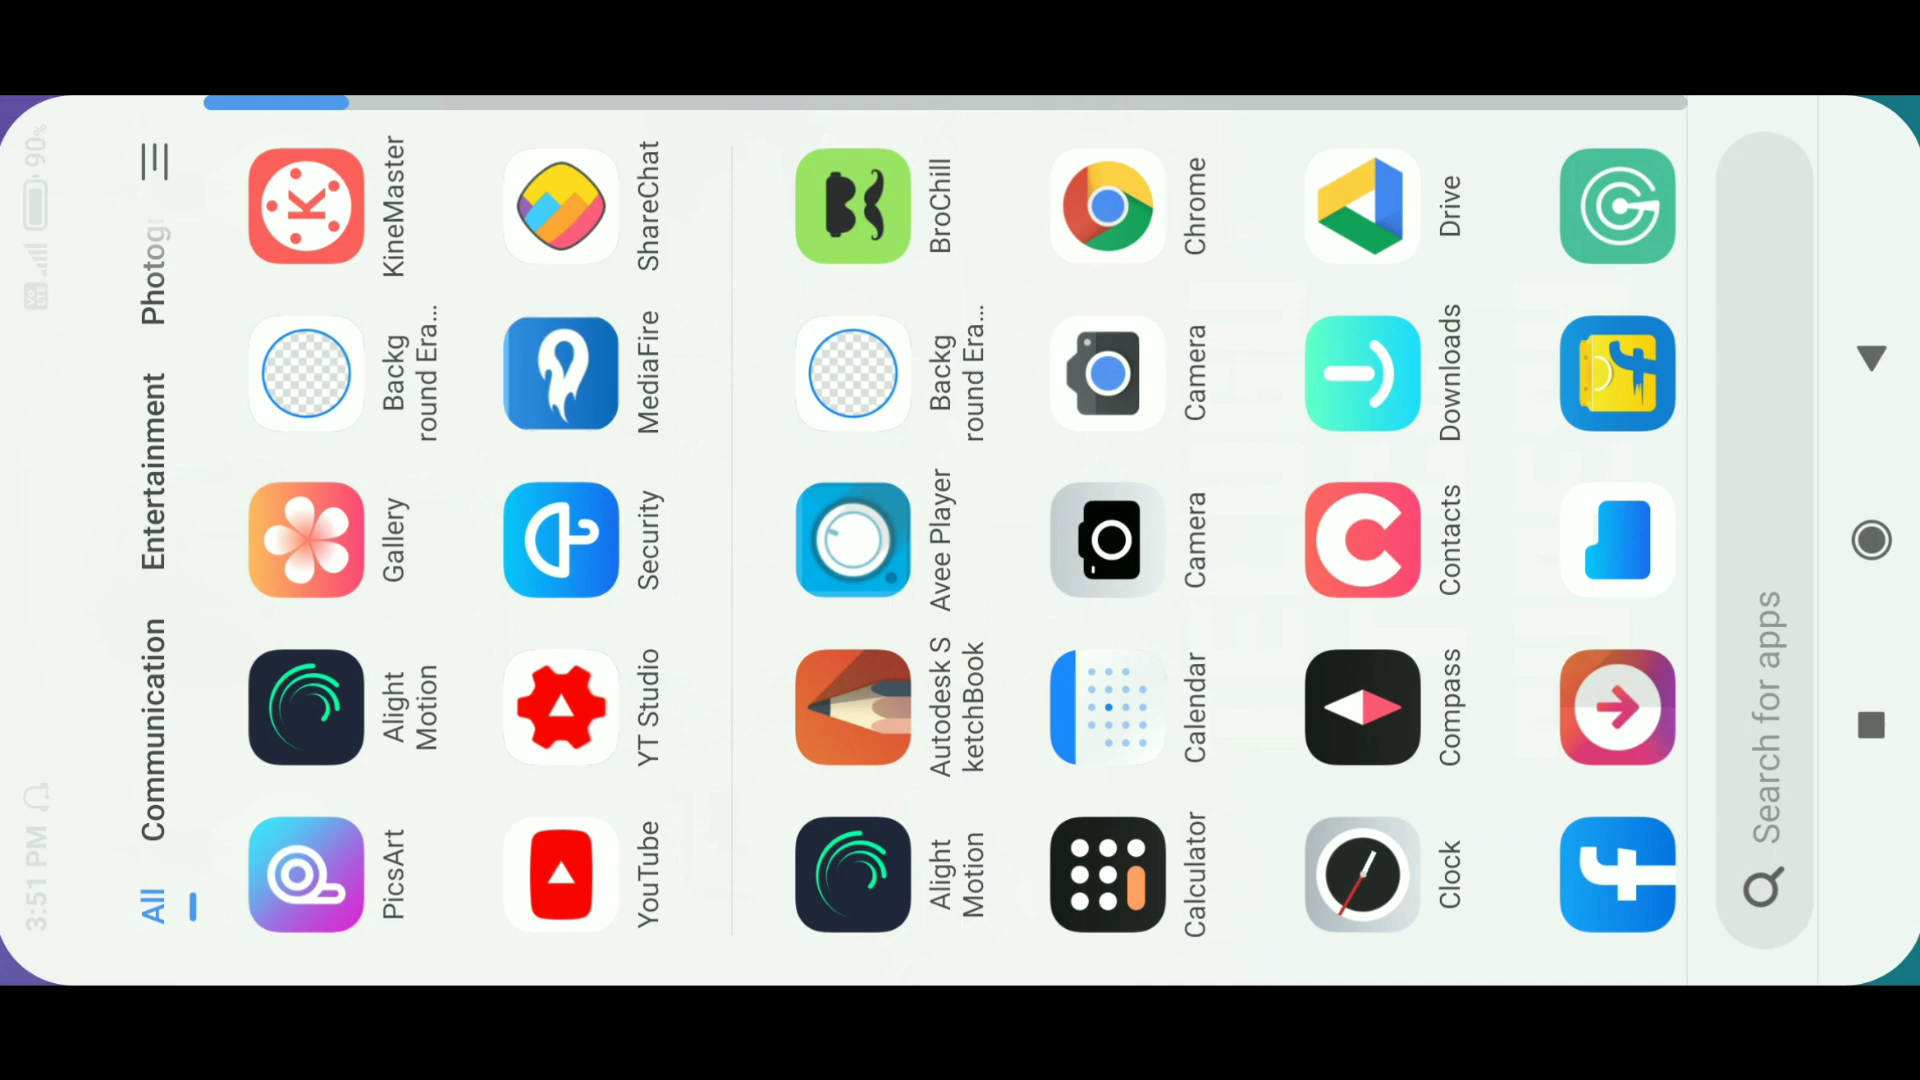 3:51 PM
VO LTE
90%
All Communication Entertainment Photog
PicsArt
Alight
Motion
Gallery
Backg
round Era...
KineMaster
YouTube
YT Studio
Security
MediaFire
ShareChat
Alight
Motion
Autodesk S
ketchBook
Avee Player
Backg
round Era...
BroChill
Calculator
Calendar
Camera
Camera
Chrome
Clock
Compass
Contacts
Downloads
Drive
Search for apps